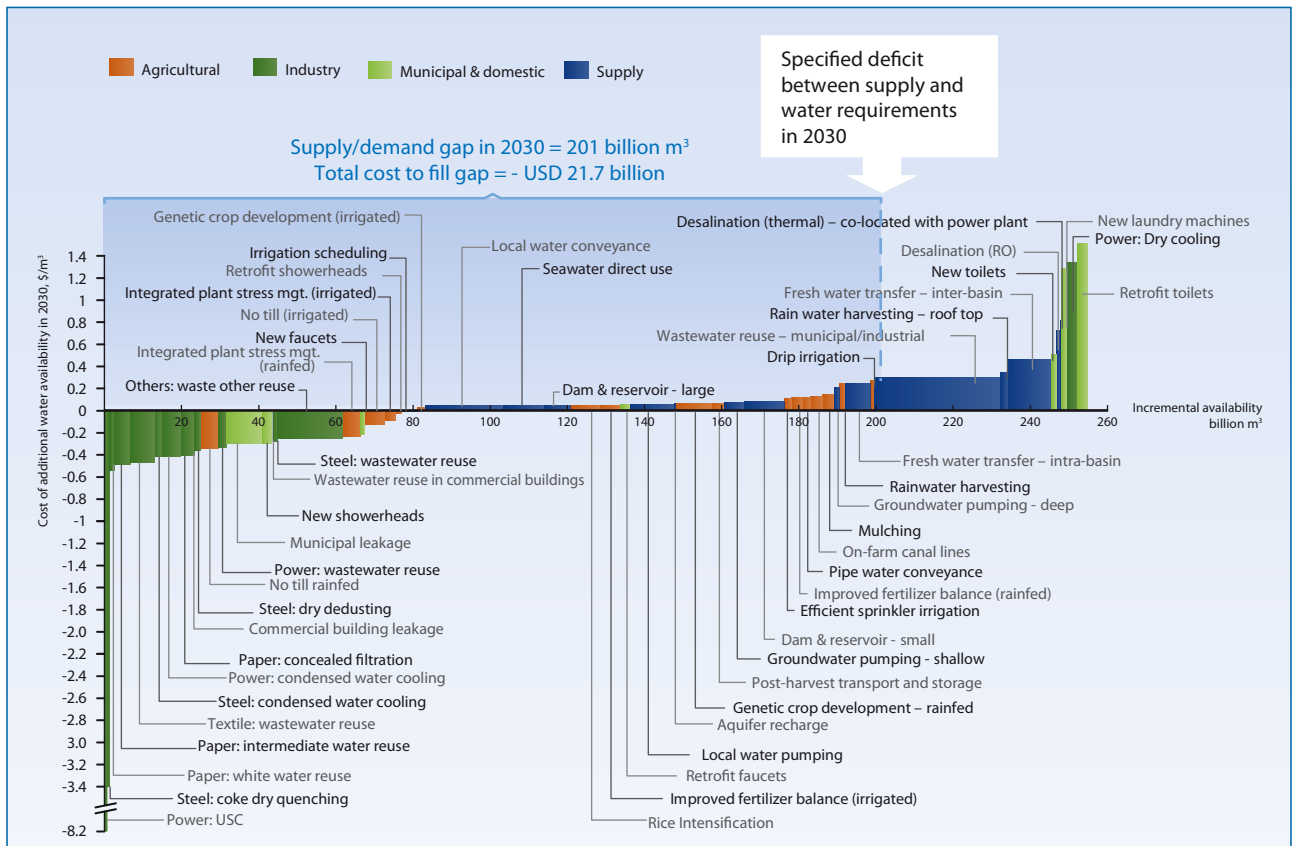 Agricultural
Industry
Municipal & domestic
Supply
Specified deficit
between supply and
water requirements
in 2030
Supply/demand gap in 2030 = 201 billion m³
Total cost to fill gap = - USD 21.7 billion
Genetic crop development (irrigated)
Irrigation scheduling
Retrofit showerheads
Integrated plant stress mgt. (irrigated)
No till (irrigated)
New faucets
Integrated plant stress mgt.
(rainfed)
Others: waste other reuse
Local water conveyance
Seawater direct use
Dam & reservoir - large
Desalination (thermal) – co-located with power plant
Desalination (RO)
New toilets
Fresh water transfer – inter-basin
Rain water harvesting – roof top
Wastewater reuse – municipal/industrial
Drip irrigation
New laundry machines
Power: Dry cooling
Retrofit toilets
Cost of additional water availability in 2030, $/m³
1.4
1.2
1
0.8
0.6
0.4
0.2
0
-0.2
-0.4
-0.6
-0.8
-1
-1.2
-1.4
-1.6
-1.8
-2.0
-2.2
-2.4
-2.6
-2.8
3.0
-3.2
-3.4
-8.2
20
40
60
80
100
120
140
160
180
200
220
240
260
Incremental availability
billion m³
Steel: wastewater reuse
Wastewater reuse in commercial buildings
New showerheads
Municipal leakage
Power: wastewater reuse
No till rainfed
Steel: dry dedusting
Commercial building leakage
Paper: concealed filtration
Power: condensed water cooling
Steel: condensed water cooling
Textile: wastewater reuse
Paper: intermediate water reuse
Paper: white water reuse
Steel: coke dry quenching
Power: USC
Fresh water transfer – intra-basin
Rainwater harvesting
Groundwater pumping - deep
Mulching
On-farm canal lines
Pipe water conveyance
Improved fertilizer balance (rainfed)
Efficient sprinkler irrigation
Dam & reservoir - small
Groundwater pumping - shallow
Post-harvest transport and storage
Genetic crop development – rainfed
Aquifer recharge
Local water pumping
Retrofit faucets
Improved fertilizer balance (irrigated)
Rice Intensification